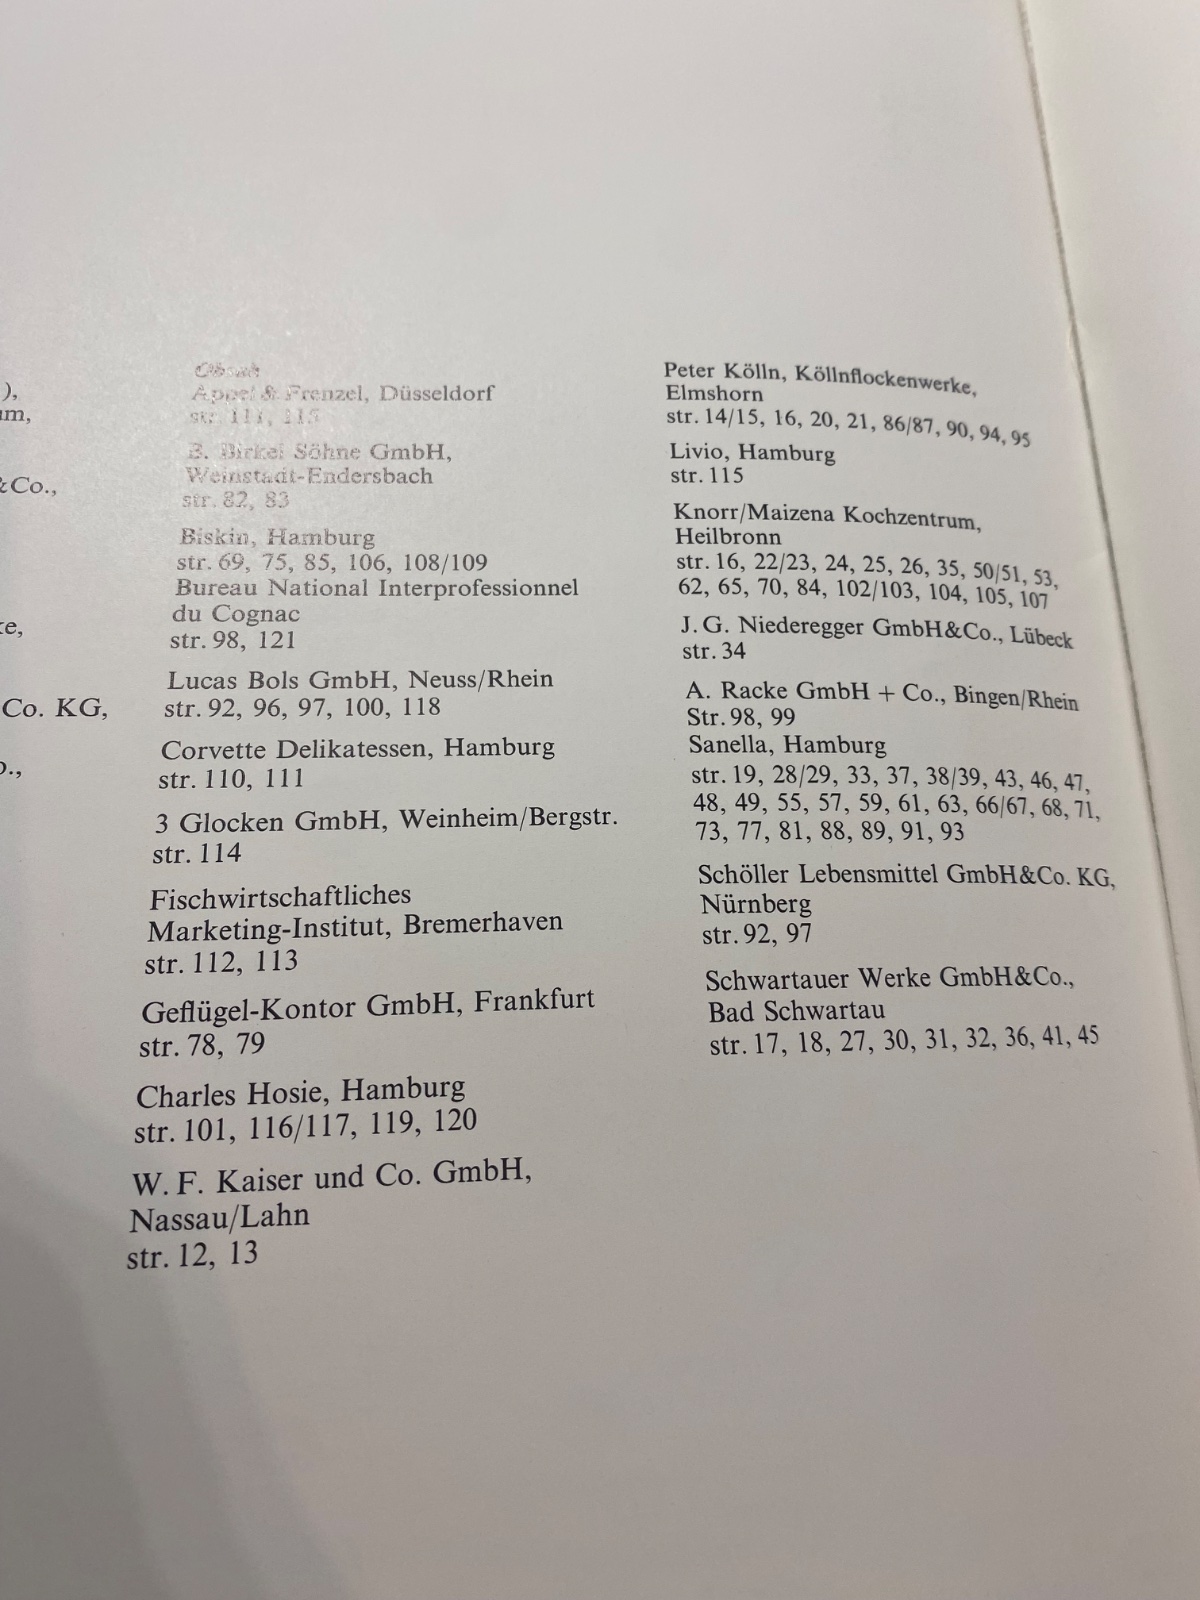 ),
um,
&Co.,
ke,
Co. KG,
o.,
Obsah
Appel & Frenzel, Düsseldorf
str. 111,
B. Birkel Söhne GmbH,
Weinstadt-Endersbach
str. 82, 83
Biskin, Hamburg
str. 69, 75, 85, 106, 108/109
Bureau National Interprofessionnel
du Cognac
str. 98, 121
Lucas Bols GmbH, Neuss/Rhein
str. 92, 96, 97, 100, 118
Corvette Delikatessen, Hamburg
str. 110, 111
3 Glocken GmbH, Weinheim/Bergstr.
str. 114
Fischwirtschaftliches
Marketing-Institut, Bremerhaven
str. 112, 113
Geflügel-Kontor GmbH, Frankfurt
str. 78, 79
Charles Hosie, Hamburg
str. 101, 116/117, 119, 120
W. F. Kaiser und Co. GmbH,
Nassau/Lahn
str. 12, 13
Peter Kölln, Köllnflockenwerke,
Elmshorn
str. 14/15, 16, 20, 21, 86/87, 90, 94, 95
Livio, Hamburg
str. 115
Knorr/Maizena Kochzentrum,
Heilbronn
str. 16, 22/23, 24, 25, 26, 35, 50/51, 53,
62, 65, 70, 84, 102/103, 104, 105, 107
J. G. Niederegger GmbH&Co., Lübeck
str. 34
A. Racke GmbH + Co., Bingen/Rhein
Str. 98, 99
Sanella, Hamburg
str. 19, 28/29, 33, 37, 38/39, 43, 46, 47,
48, 49, 55, 57, 59, 61, 63, 66/67, 68, 71,
73, 77, 81, 88, 89, 91, 93
Schöller Lebensmittel GmbH&Co. KG,
Nürnberg
str. 92, 97
Schwartauer Werke GmbH&Co.,
Bad Schwartau
str. 17, 18, 27, 30, 31, 32, 36, 41, 45